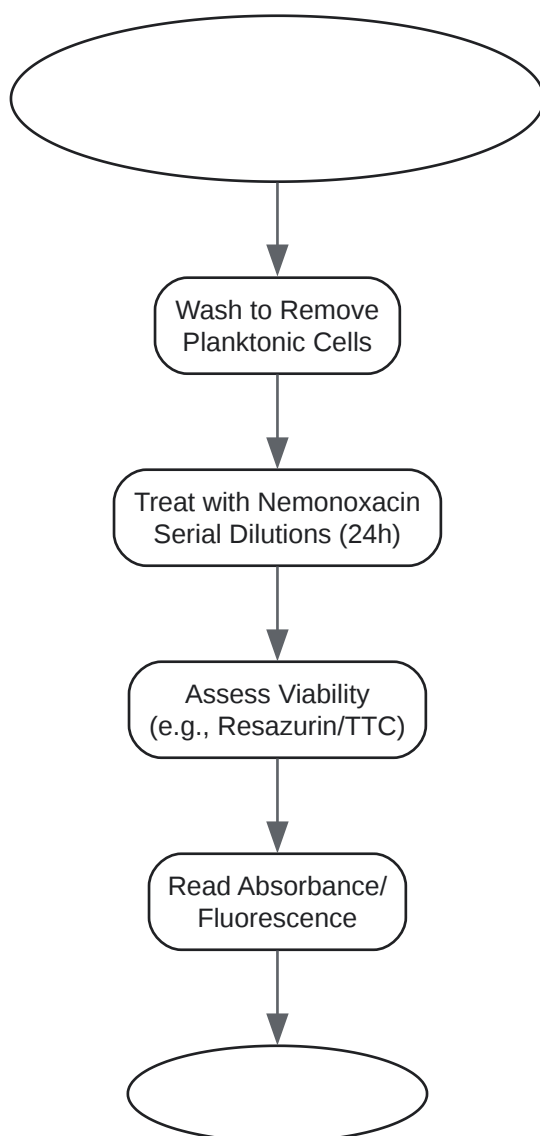 Wash to Remove
Planktonic Cells
Treat with Nemonoxacin
Serial Dilutions (24h)
Assess Viability
(e.g., Resazurin/TTC)
Read Absorbance/
Fluorescence